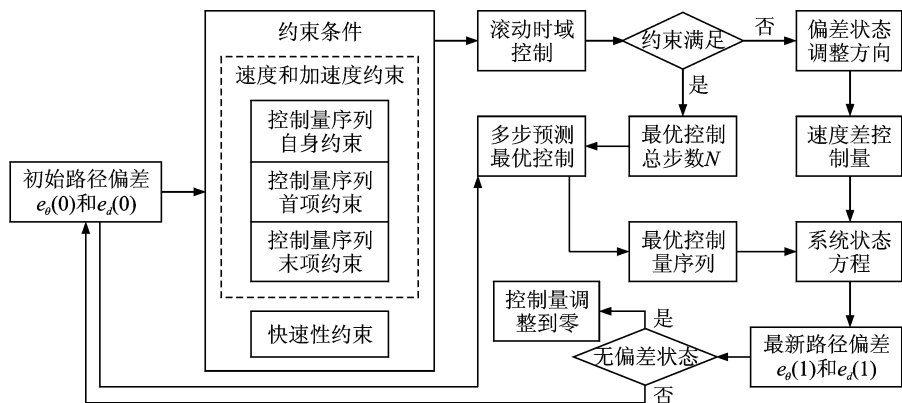 约束条件
速度和加速度约束
控制量序列
自身约束
控制量序列
首项约束
控制量序列
末项约束
快速性约束
初始路径偏差
eθ(0)和ed(0)
滚动时域
控制
约束满足
否
是
偏差状态
调整方向
多步预测
最优控制
最优控制
总步数N
速度差控
制量
最优控制
量序列
系统状态
方程
控制量调
整到零
是
无偏差状态
否
最新路径偏差
eθ(1)和ed(1)